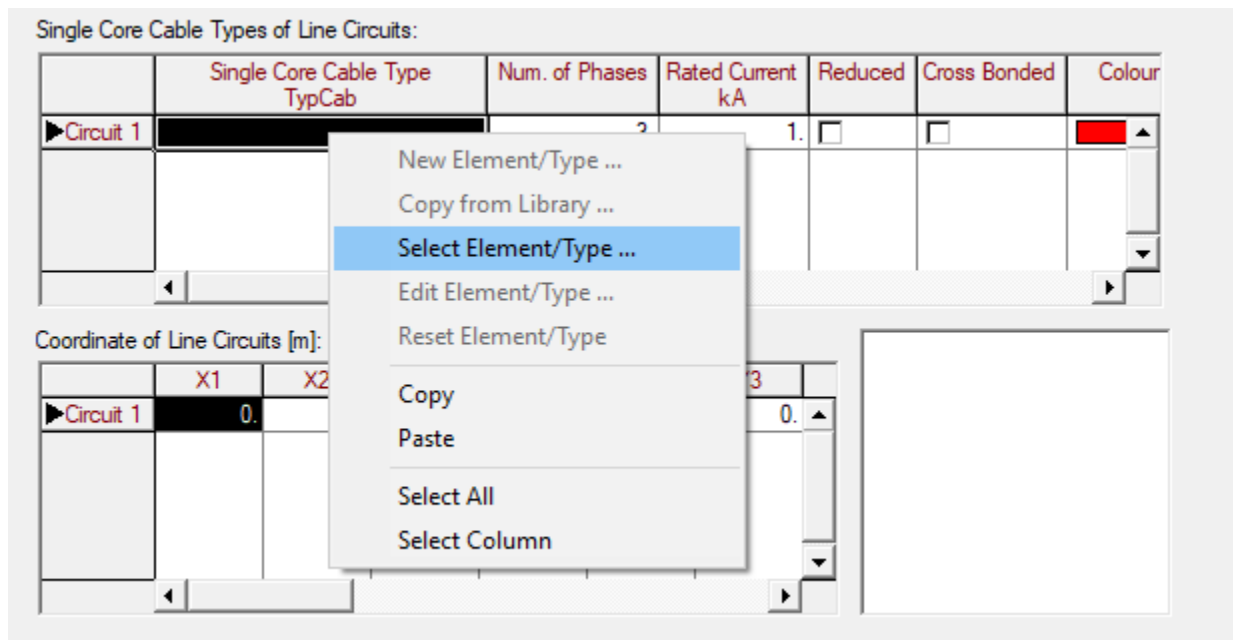 Single Core Cable Types of Line Circuits:
Single Core Cable Type Num. of Phases Rated Current Reduced Cross Bonded Colour
TypCab kA
Circuit 1 1.
New Element/Type ...
Copy from Library ...
Select Element/Type ...
Edit Element/Type ...
Reset Element/Type
Copy
Paste
Select All
Select Column
Coordinate of Line Circuits [m]:
X1 X2 3
Circuit 1 0. 0.